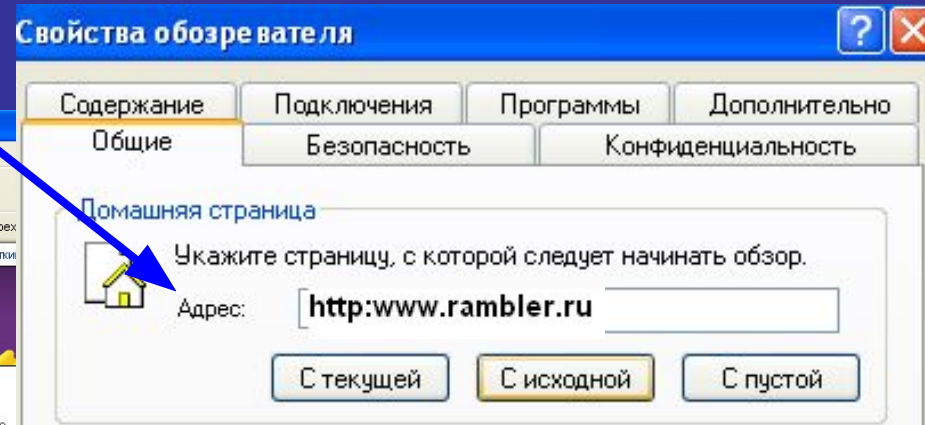 Свойства обозревателя
Содержание Подключения Программы Дополнительно
Общие Безопасность Конфиденциальность
Домашняя страница
Укажите страницу, с которой следует начинать обзор.
Адрес: http:www.rambler.ru
С текущей С исходной С пустой